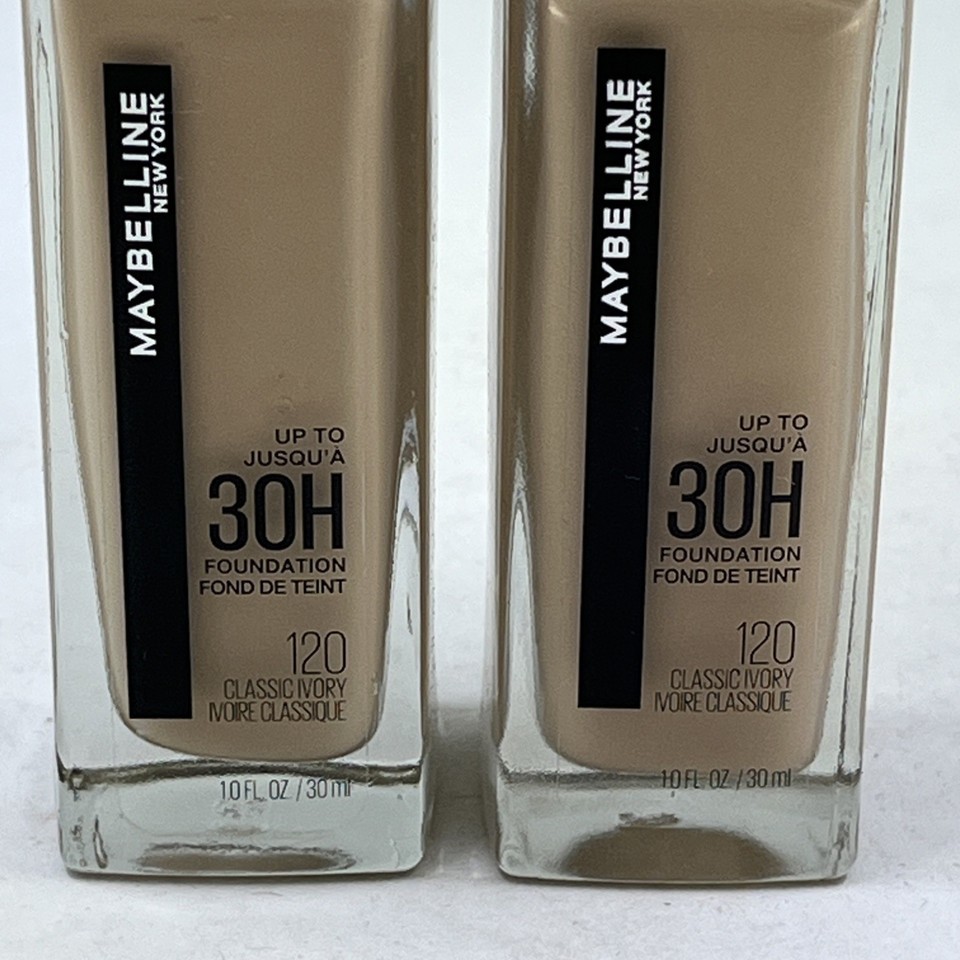 MAYBELLINE
NEW YORK
UP TO
JUSQU'À
30H
FOUNDATION
FOND DE TEINT
120
CLASSIC IVORY
IVOIRE CLASSIQUE
1.0 FL. OZ. / 30 ml
MAYBELLINE
NEW YORK
UP TO
JUSQU'À
30H
FOUNDATION
FOND DE TEINT
120
CLASSIC IVORY
IVOIRE CLASSIQUE
1.0 FL. OZ. / 30 ml